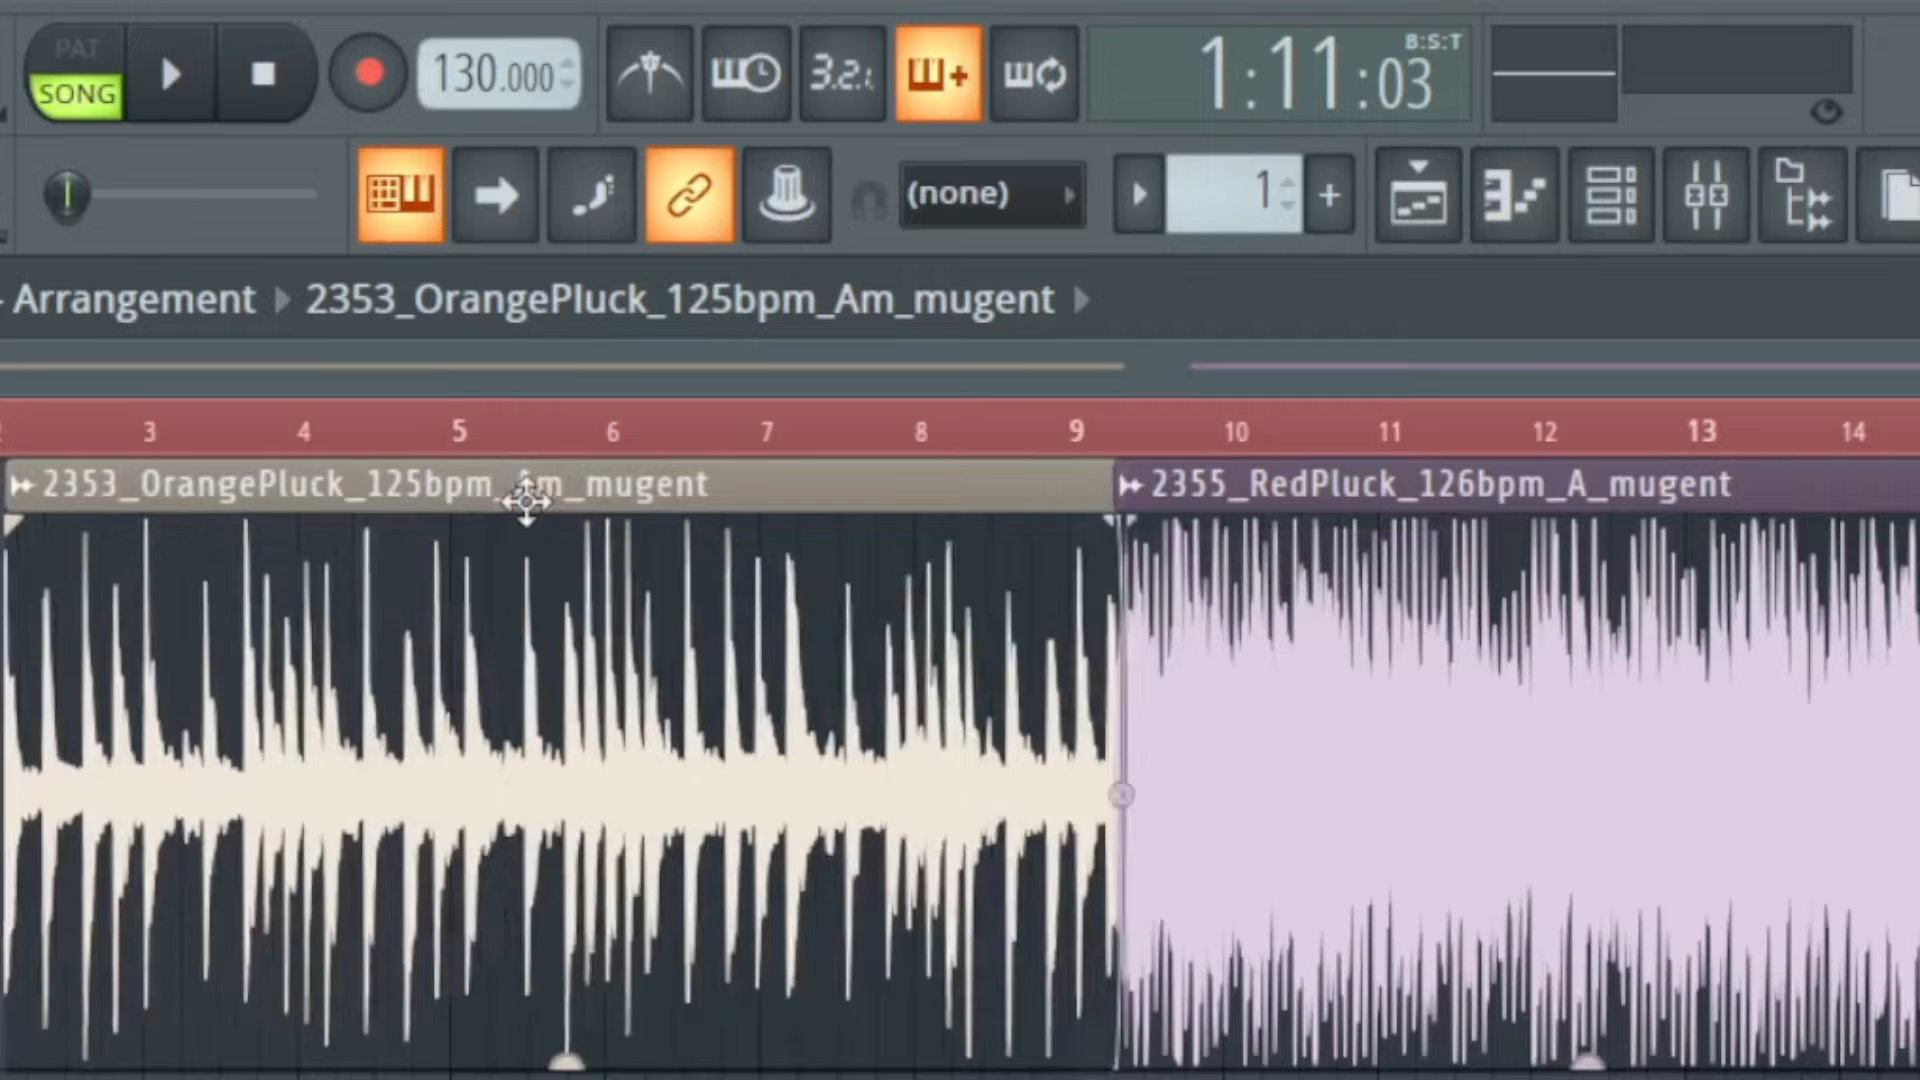 PAT
SONG
130.000
3.2.
B:S:T
1:11:03
(none)
1
Arrangement
2353_OrangePluck_125bpm_Am_mugent
3 4 5 6 7 8 9 10 11 12 13 14
2353_OrangePluck_125bpm_Am_mugent
2355_RedPluck_126bpm_A_mugent